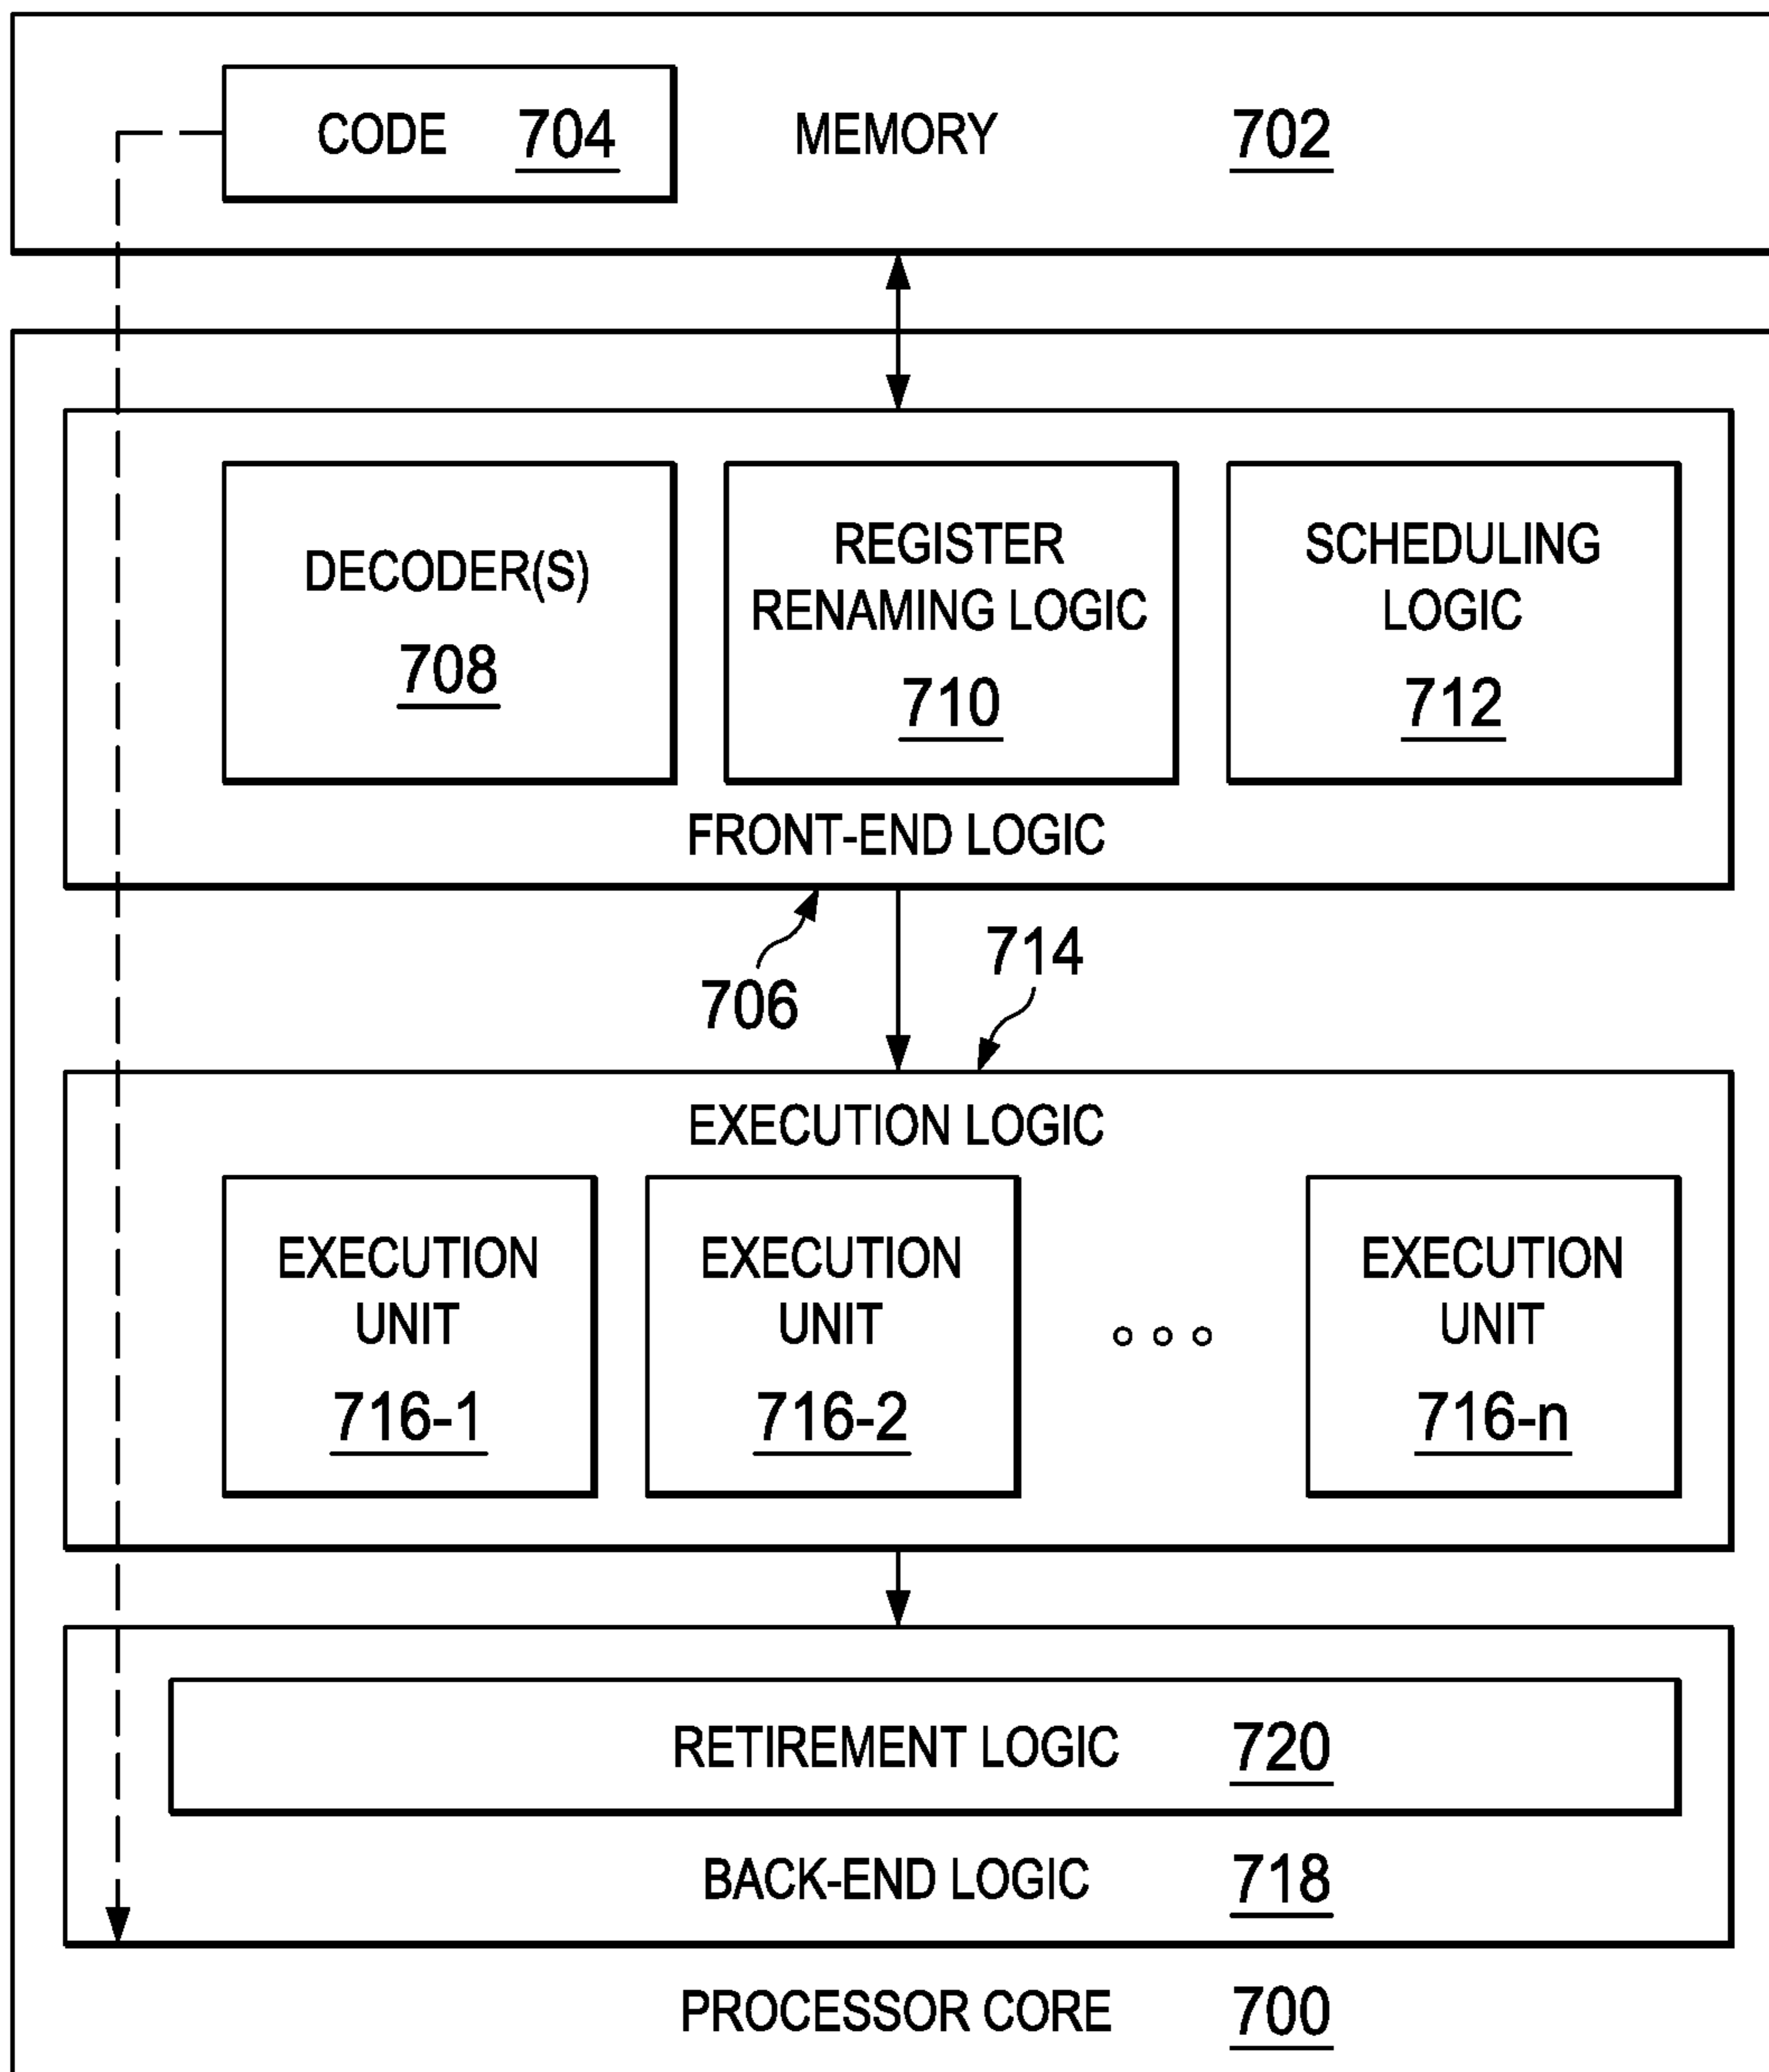 CODE 704 MEMORY 702
DECODER(S)
708
REGISTER
RENAMING LOGIC
710
SCHEDULING
LOGIC
712
FRONT-END LOGIC
706
714
EXECUTION LOGIC
EXECUTION
UNIT
716-1
EXECUTION
UNIT
716-2
EXECUTION
UNIT
716-n
RETIREMENT LOGIC 720
BACK-END LOGIC 718
PROCESSOR CORE 700